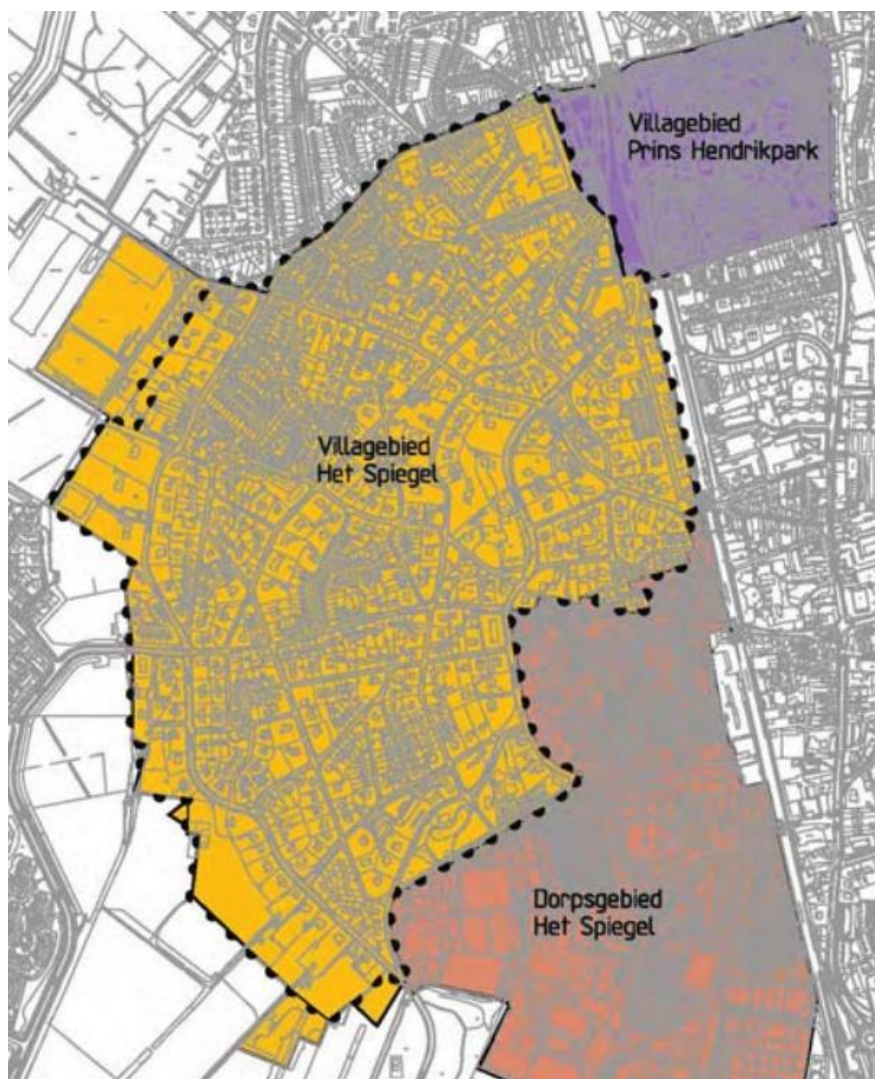 Villagebied
Prins Hendrikpark
Villagebied
Het Spiegel
Dorpsgebied
Het Spiegel